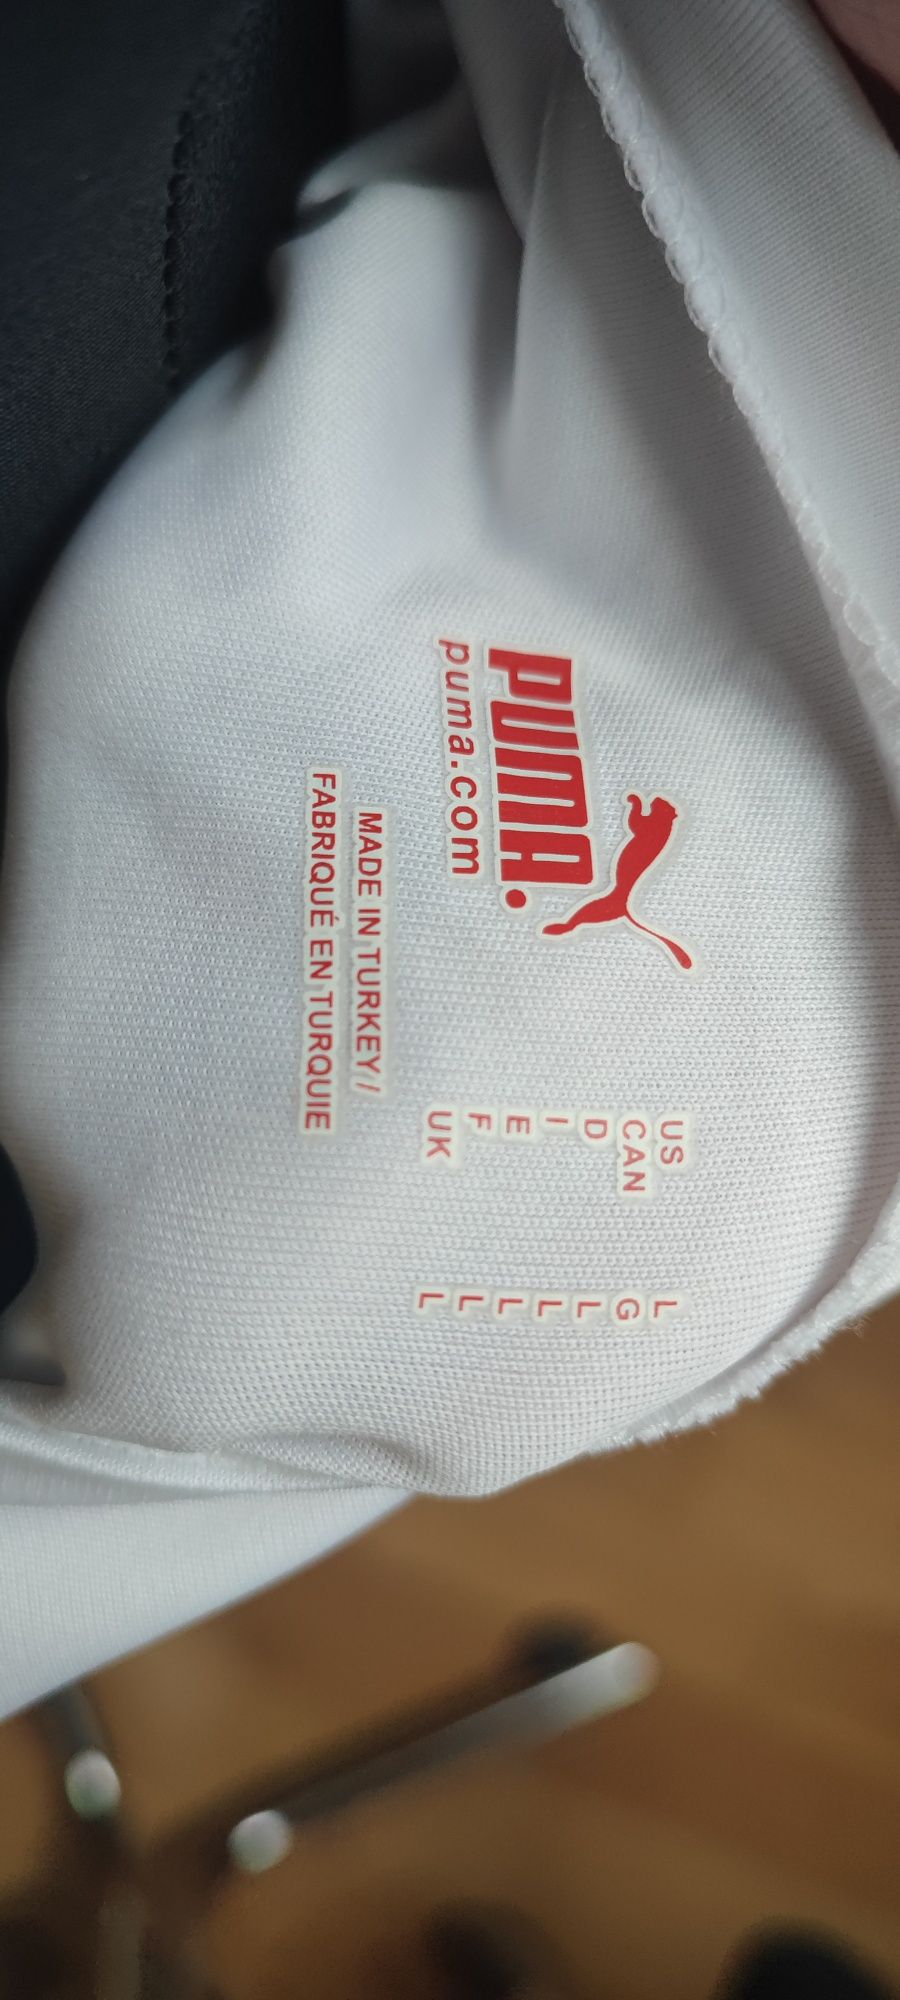 PUMA.
puma.com
MADE IN TURKEY//
FABRIQUÉ EN TURQUIE
US L
CAN G
D L
I L
E L
F L
UK L